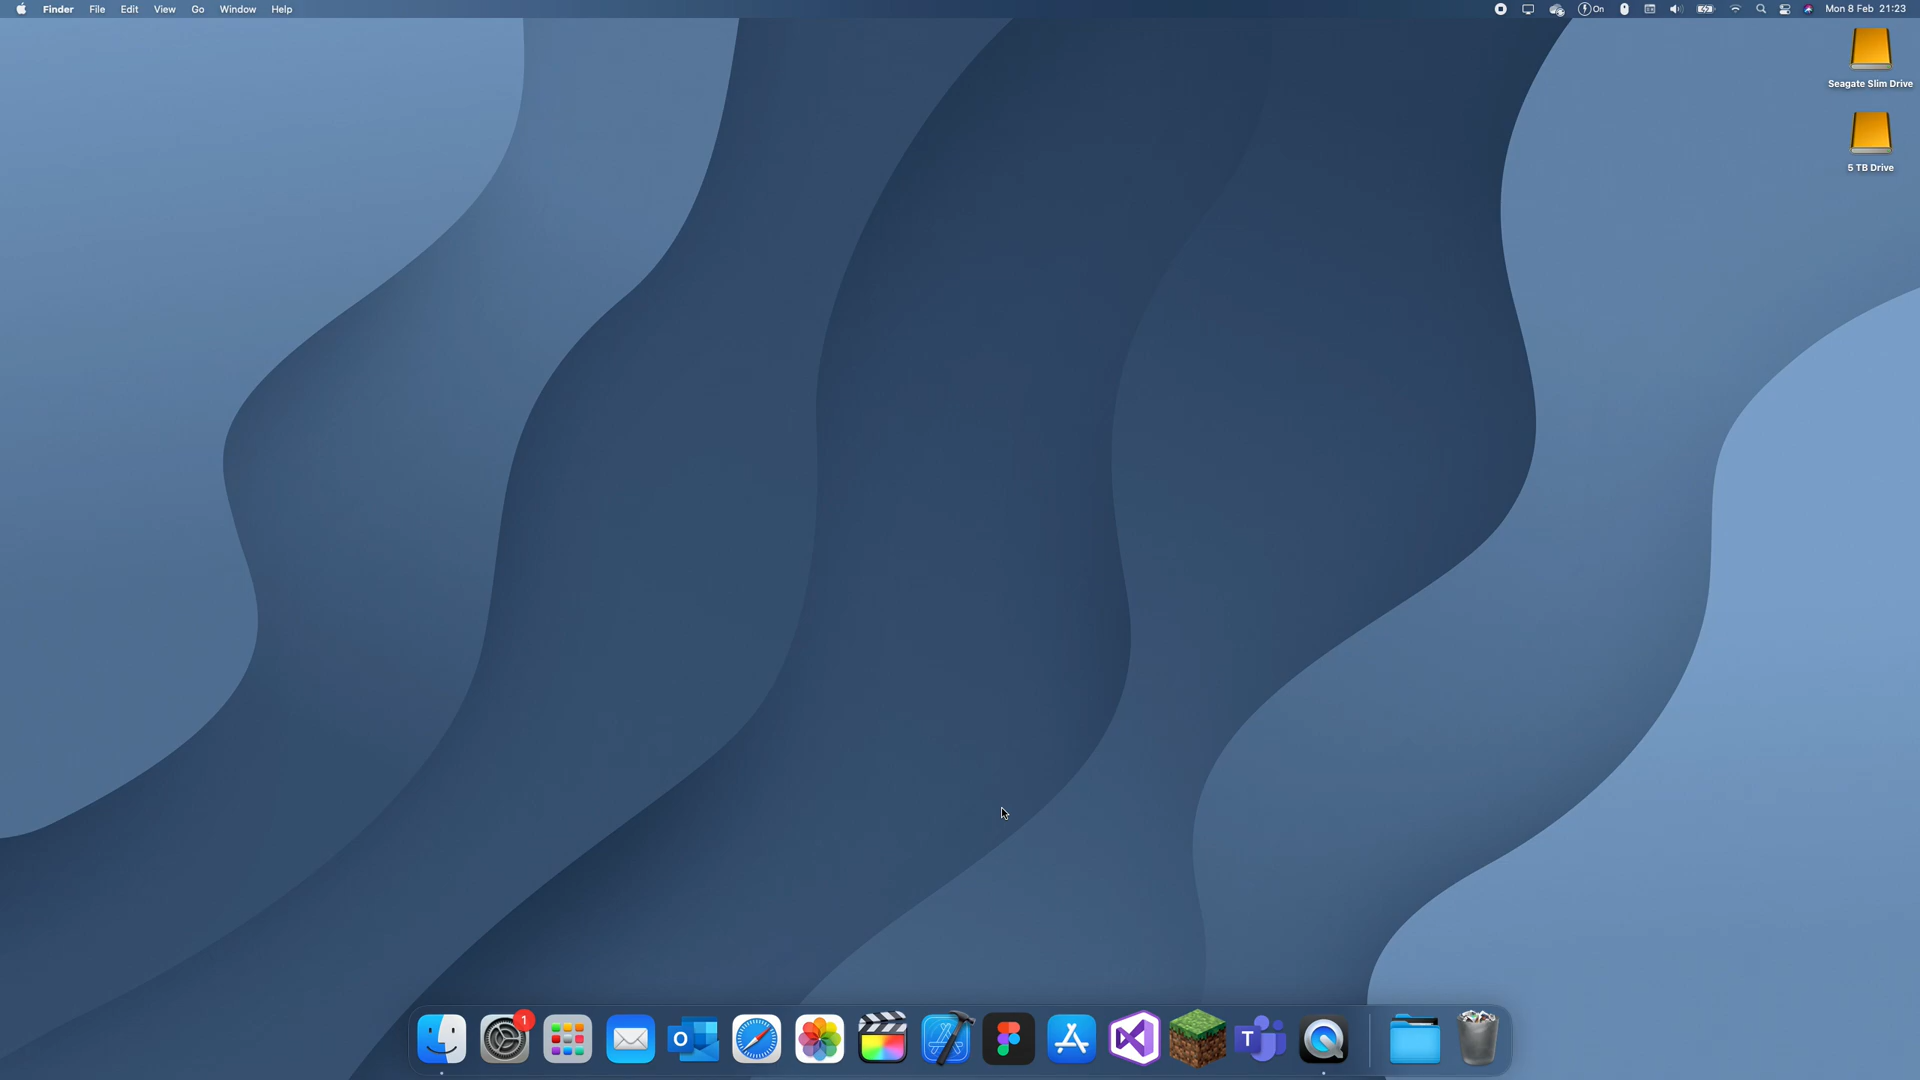 Finder File Edit View Go Window Help On Mon 8 Feb 21:23
Seagate Slim Drive
5 TB Drive
1